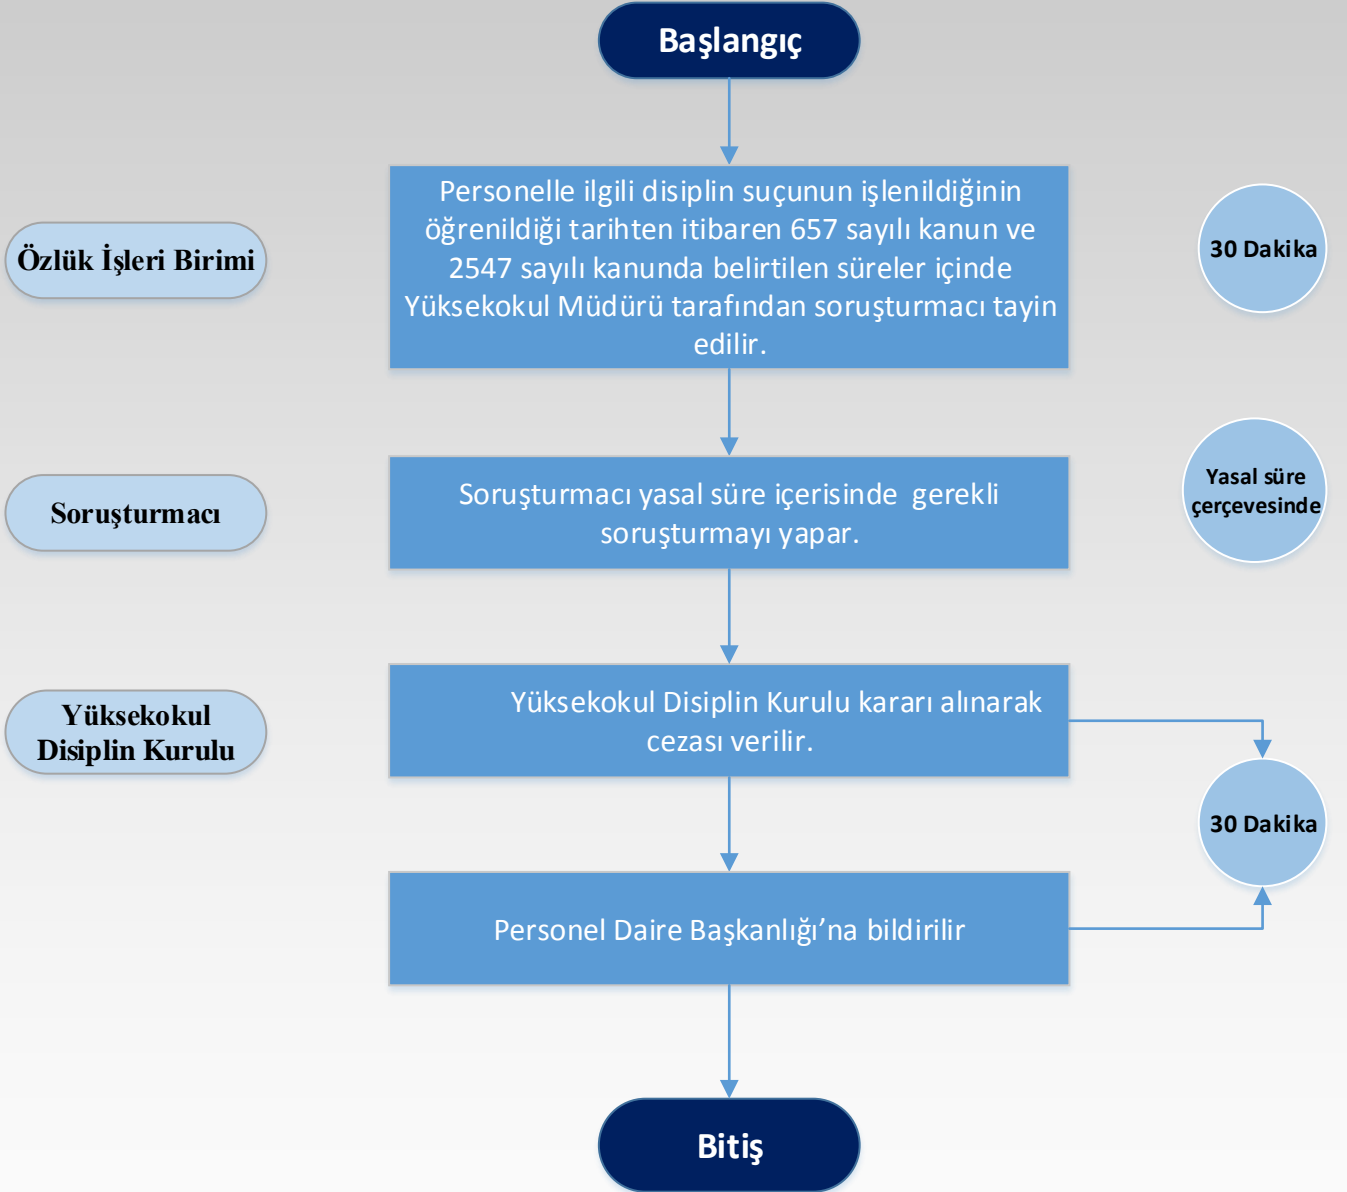 Başlangıç
Özlük İşleri Birimi
Personelle ilgili disiplin suçunun işlenildiğinin
öğrenildiği tarihten itibaren 657 sayılı kanun ve
2547 sayılı kanunda belirtilen süreler içinde
Yüksekokul Müdürü tarafından soruşturmacı tayin
edilir.
30 Dakika
Soruşturmacı
Soruşturmacı yasal süre içerisinde gerekli
soruşturmayı yapar.
Yasal süre
çerçevesinde
Yüksekokul
Disiplin Kurulu
Yüksekokul Disiplin Kurulu kararı alınarak
cezası verilir.
30 Dakika
Personel Daire Başkanlığı’na bildirilir
Bitiş